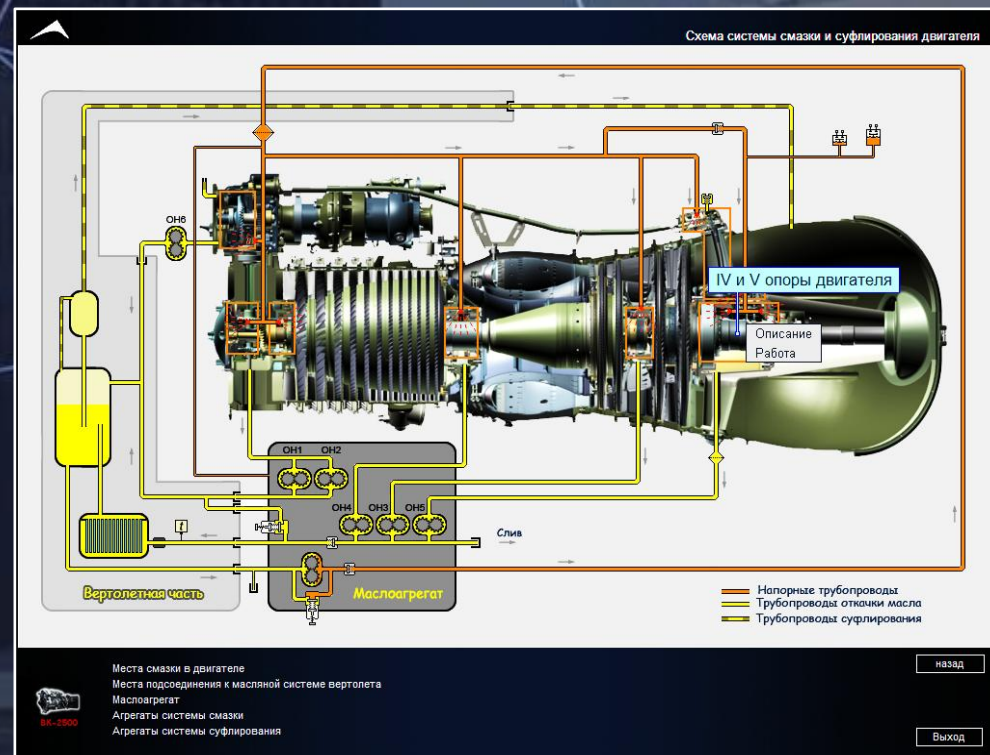 Схема системы смазки и суфлирования двигателя
ОН6
IV и V опоры двигателя
Описание
Работа
ОН1
ОН2
ОН4
ОН3
ОН5
Слив
t
Вертолетная часть
Маслоагрегат
Напорные трубопроводы
Трубопроводы откачки масла
Трубопроводы суфлирования
Места смазки в двигателе
Места подсоединения к масляной системе вертолета
Маслоагрегат
Агрегаты системы смазки
Агрегаты системы суфлирования
ВК-2500
назад
Выход